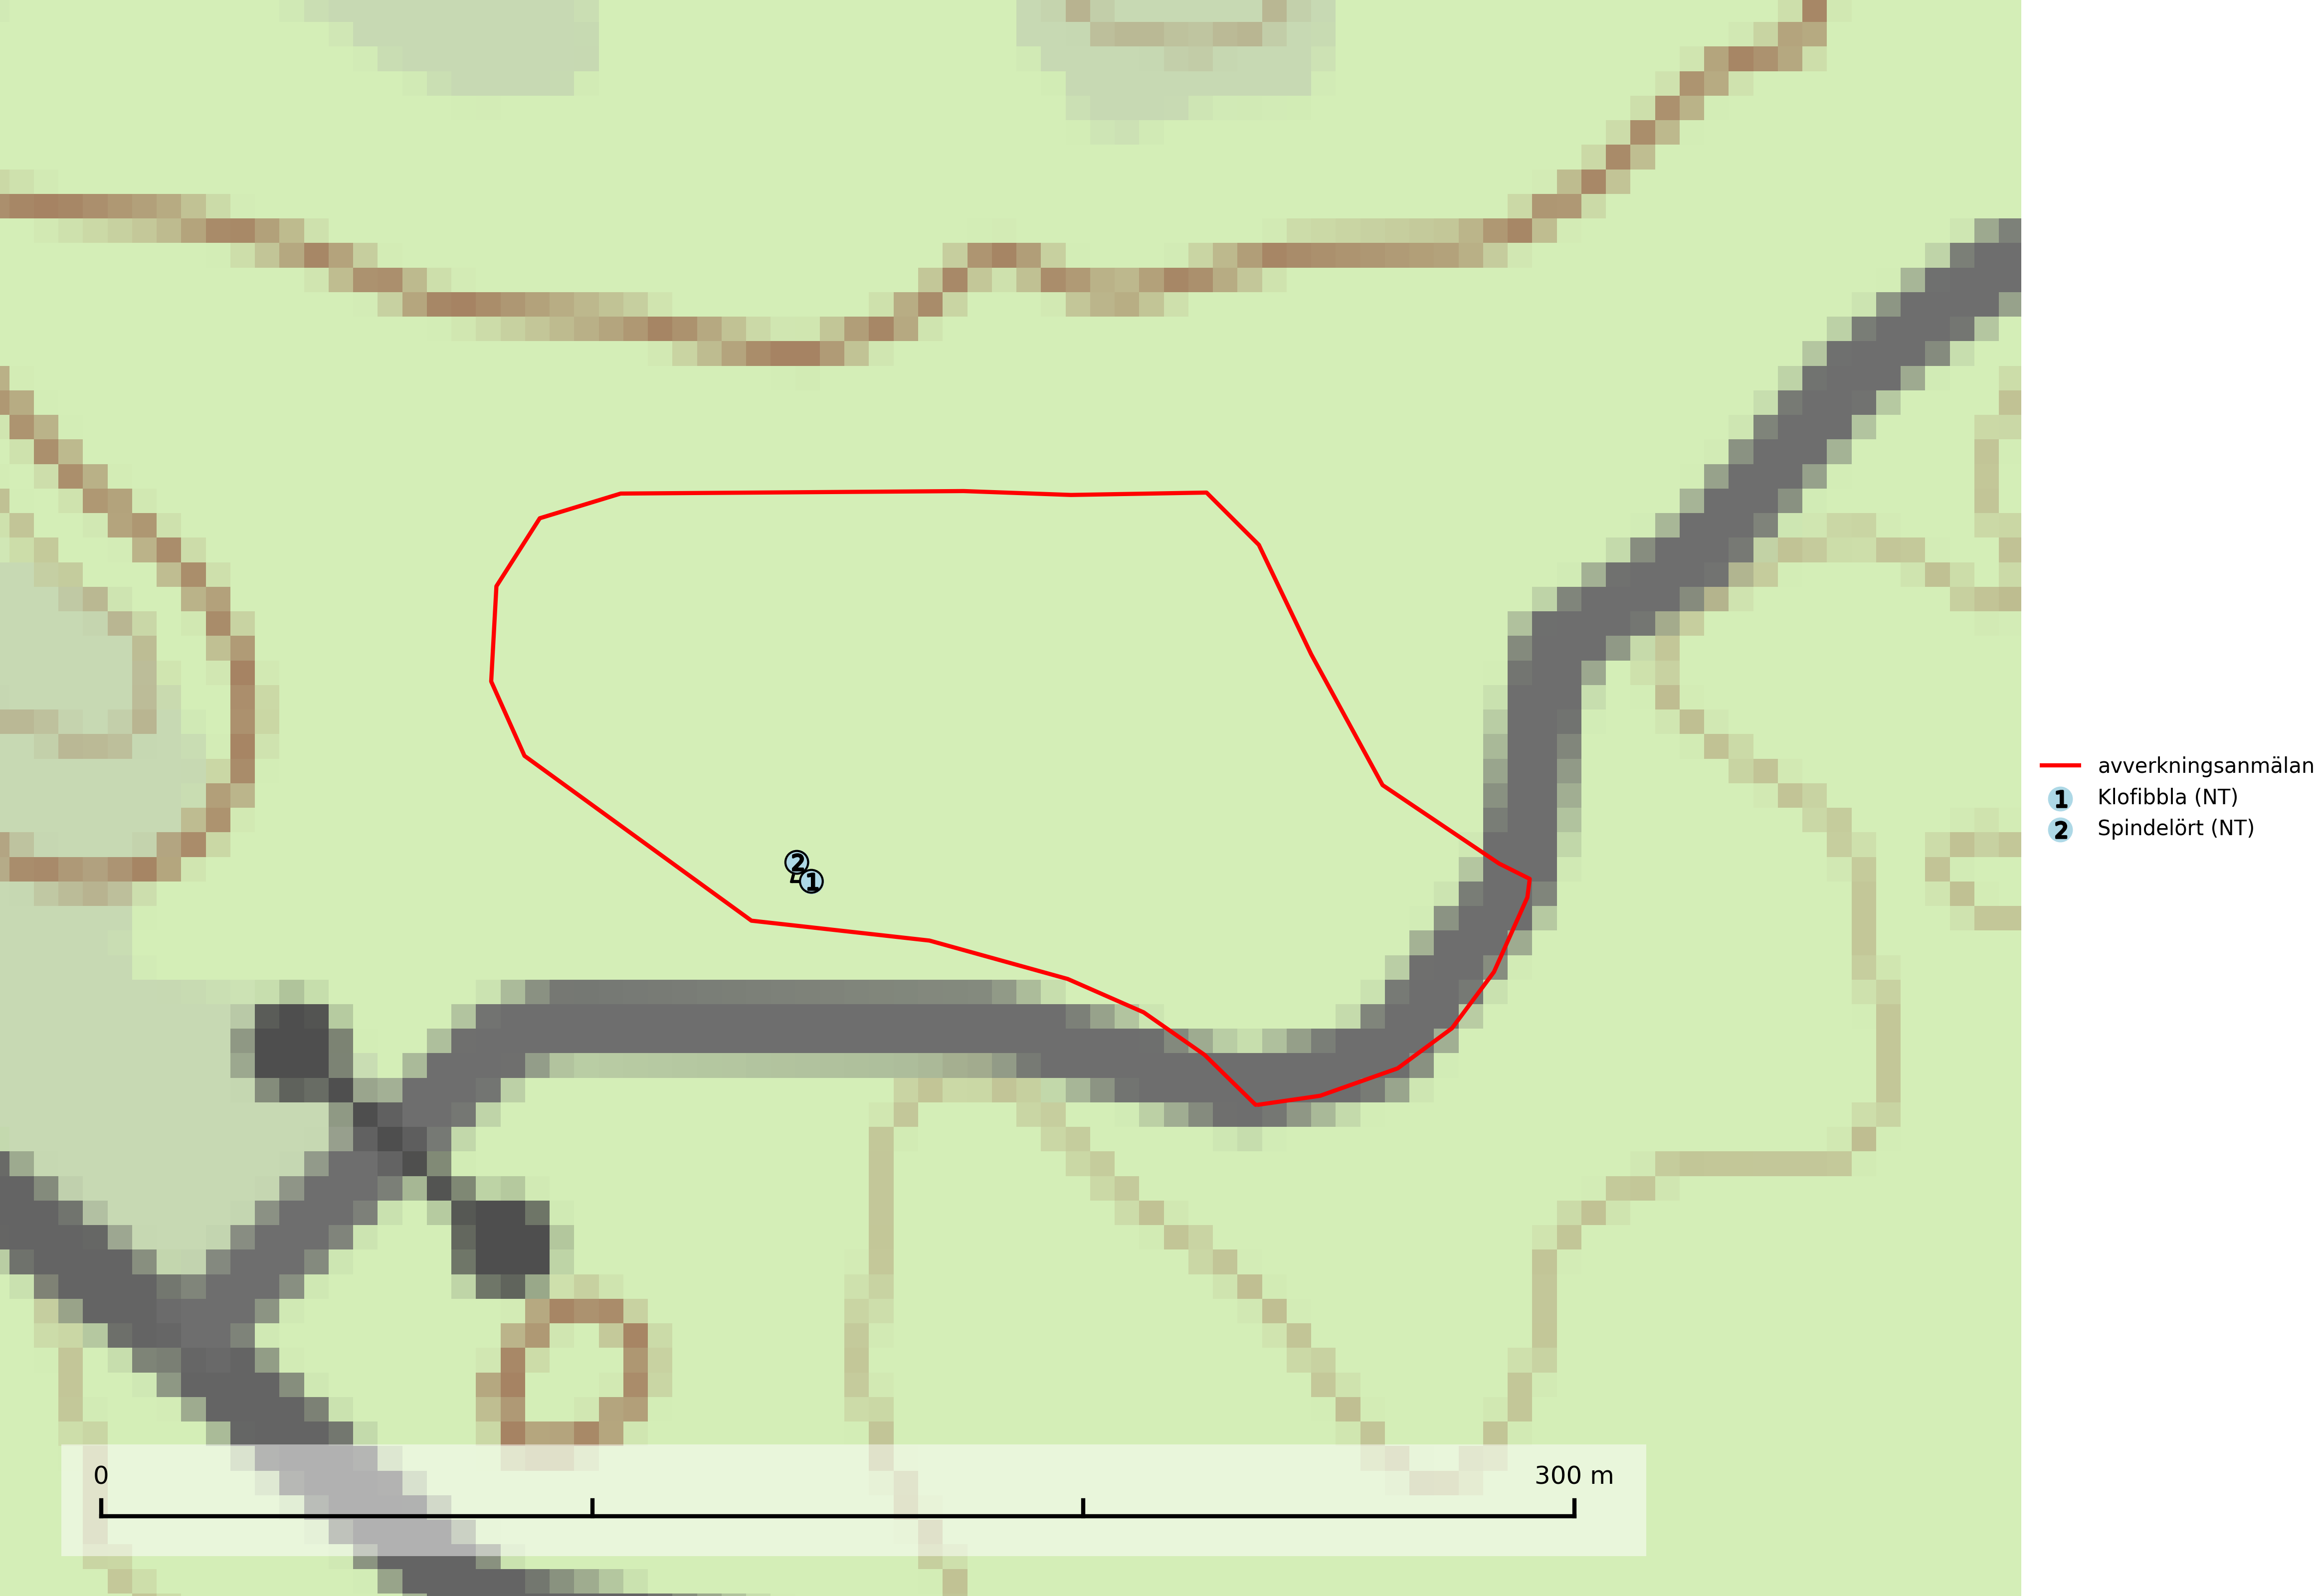 2
1
avverkningsanmälan
1 Klofibbla (NT)
2 Spindelört (NT)
0 300 m